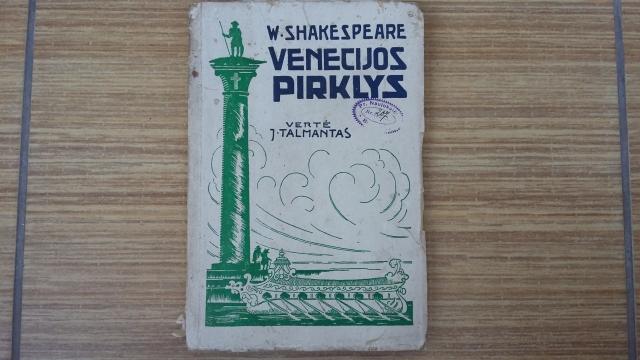 W. SHAKESPEARE
VENECIJOS
PIRKLYS
VERTĖ
J. TALMANTAS